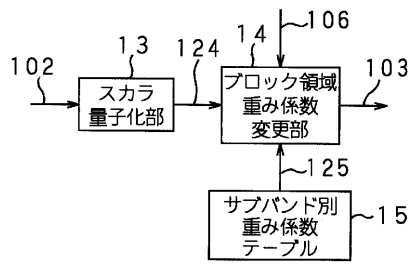 106
13
124
14
102
103
スカラ
量子化部
ブロック領域
重み係数
変更部
125
サブバンド別
重み係数
テーブル
15